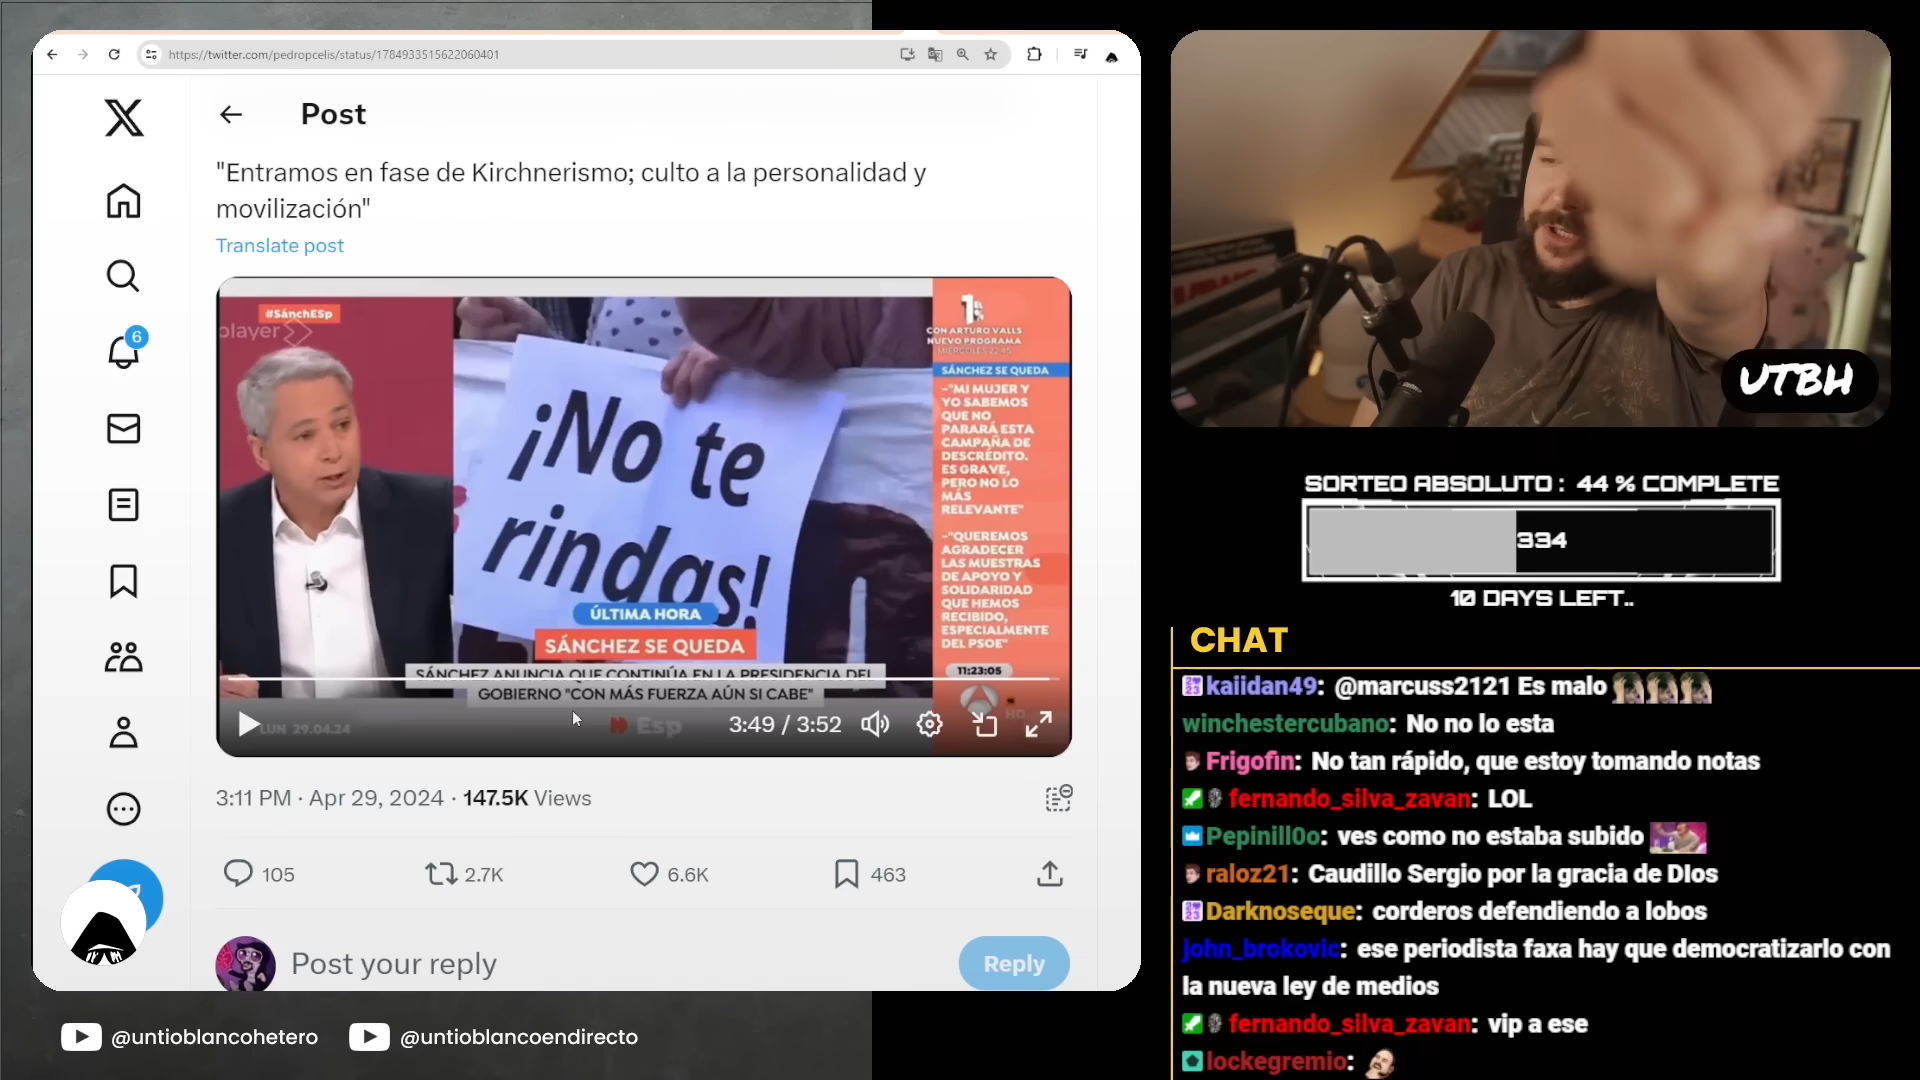 https://twitter.com/pedropcelis/status/1784933515622060401
Post
"Entramos en fase de Kirchnerismo; culto a la personalidad y
movilización"
Translate post
6
#SánchESp
player
¡No te
rindas!
ÚLTIMA HORA
SÁNCHEZ SE QUEDA
SÁNCHEZ ANUNCIA QUE CONTINÚA EN LA PRESIDENCIA DEL
GOBIERNO "CON MÁS FUERZA AÚN SI CABE"
1
EL
CON ARTURO VALLS
NUEVO PROGRAMA
MIÉRCOLES 22:45
SÁNCHEZ SE QUEDA
-"MI MUJER Y
YO SABEMOS
QUE NO
PARARÁ ESTA
CAMPAÑA DE
DESCRÉDITO.
ES GRAVE,
PERO NO LO
MÁS
RELEVANTE"
-"QUEREMOS
AGRADECER
LAS MUESTRAS
DE APOYO Y
SOLIDARIDAD
QUE HEMOS
RECIBIDO,
ESPECIALMENTE
DEL PSOE"
11:23:05
HD
LUN 29.04.24
Esp
3:49 / 3:52
3:11 PM · Apr 29, 2024 · 147.5K Views
105
2.7K
6.6K
463
Post your reply
Reply
@untioblancohetero
@untioblancoendirecto
UTBH
SORTEO ABSOLUTO : 44 % COMPLETE
334
10 DAYS LEFT..
CHAT
kaiidan49: @marcuss2121 Es malo
winchestercubano: No no lo esta
Frigofin: No tan rápido, que estoy tomando notas
fernando_silva_zavan: LOL
Pepinill0o: ves como no estaba subido
raloz21: Caudillo Sergio por la gracia de DIos
Darknoseque: corderos defendiendo a lobos
john_brokovic: ese periodista faxa hay que democratizarlo con
la nueva ley de medios
fernando_silva_zavan: vip a ese
lockegremio: